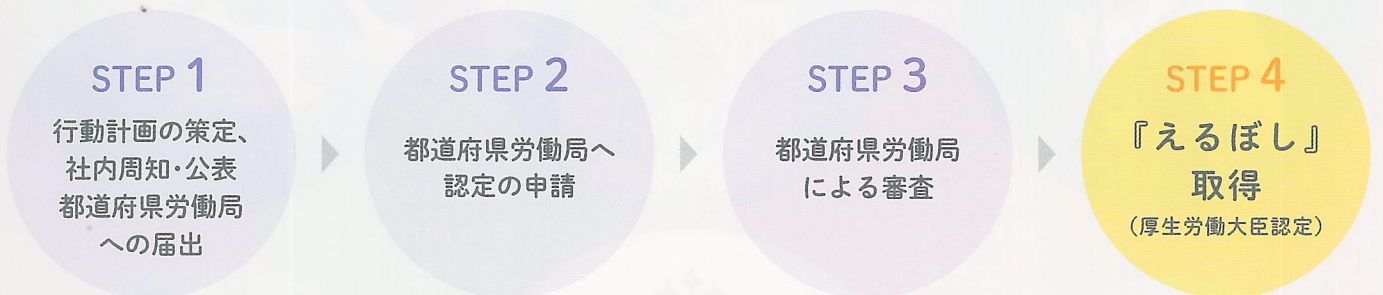 STEP 1
行動計画の策定、
社内周知・公表
都道府県労働局
への届出
STEP 2
都道府県労働局へ
認定の申請
STEP 3
都道府県労働局
による審査
STEP 4
『えるぼし』
取得
(厚生労働大臣認定)